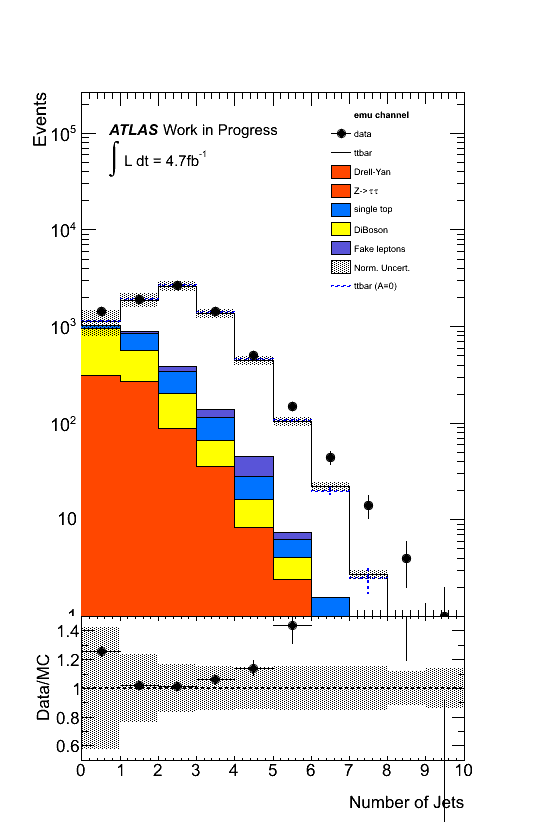 Events
10⁵
10⁴
10³
10²
10
1
ATLAS Work in Progress
∫ L dt = 4.7fb⁻¹
emu channel
data
ttbar
Drell-Yan
Z->ττ
single top
DiBoson
Fake leptons
Norm. Uncert.
ttbar (A=0)
Data/MC
1.4
1.2
1
0.8
0.6
0 1 2 3 4 5 6 7 8 9 10
Number of Jets